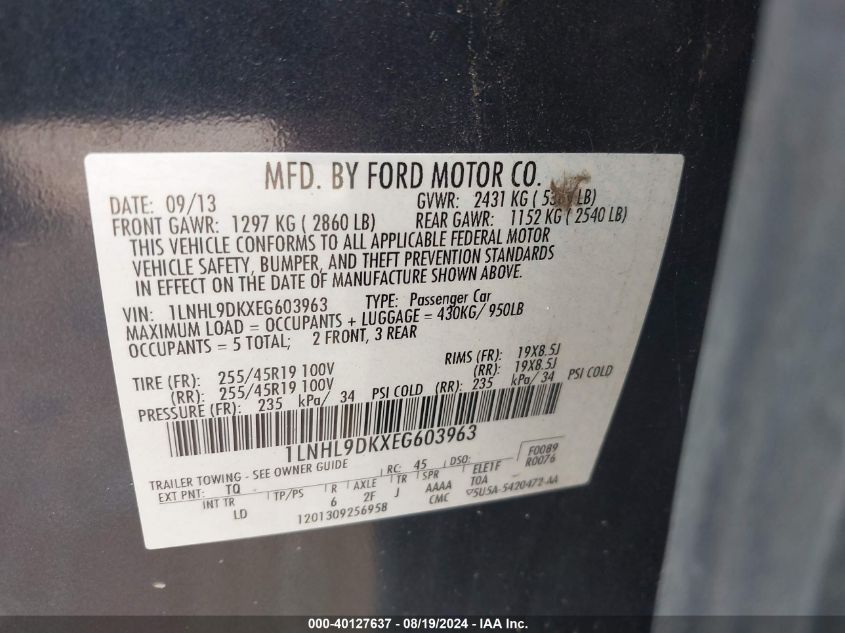 MFD. BY FORD MOTOR CO.
DATE: 09/13 GVWR: 2431 KG ( LB)
FRONT GAWR: 1297 KG ( 2860 LB) REAR GAWR: 1152 KG ( 2540 LB)
THIS VEHICLE CONFORMS TO ALL APPLICABLE FEDERAL MOTOR
VEHICLE SAFETY, BUMPER, AND THEFT PREVENTION STANDARDS
IN EFFECT ON THE DATE OF MANUFACTURE SHOWN ABOVE.
VIN: 1LNHL9DKXEG603963 TYPE: Passenger Car
MAXIMUM LOAD = OCCUPANTS + LUGGAGE = 430KG/ 950LB
OCCUPANTS = 5 TOTAL; 2 FRONT, 3 REAR
TIRE (FR): 255/45R19 100V RIMS (FR): 19X8.5J
(RR): 255/45R19 100V (RR): 19X8.5J
PRESSURE (FR): 235 kPa/ 34 PSI COLD (RR): 235 kPa/ 34 PSI COLD
1LNHL9DKXEG603963
TRAILER TOWING - SEE OWNER GUIDE RC: 45 DSO: F0089
EXT PNT: TQ R0076
INT TR TP/PS R AXLE TR SPR ELE1F
LD 6 2F J AAAA TOA
CMC 5U5A-5420472-AA
1201309256958
000-40127637 - 08/19/2024 - IAA Inc.